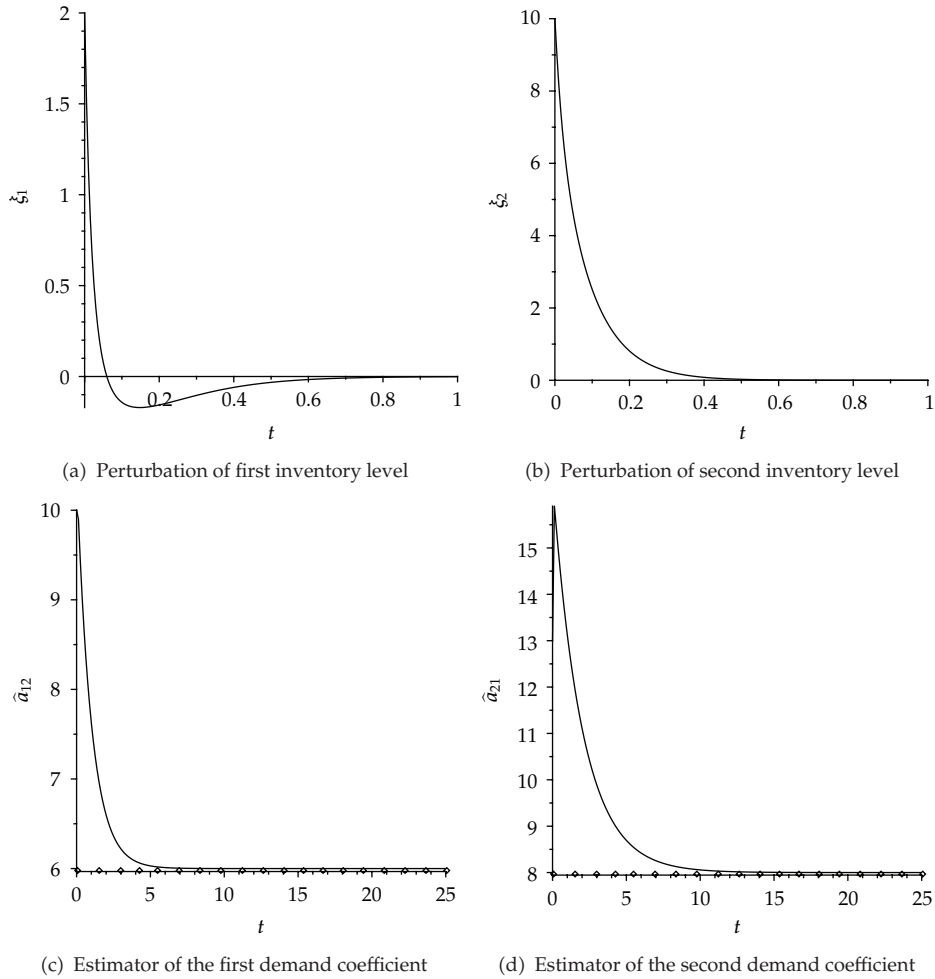 2
1.5
1
0.5
0
ξ1
0.2 0.4 0.6 0.8 1
t
(a) Perturbation of first inventory level
10
8
6
4
2
0
ξ2
0 0.2 0.4 0.6 0.8 1
t
(b) Perturbation of second inventory level
10
9
8
7
6
â12
0 5 10 15 20 25
t
(c) Estimator of the first demand coefficient
15
14
13
12
11
10
9
8
â21
0 5 10 15 20 25
t
(d) Estimator of the second demand coefficient